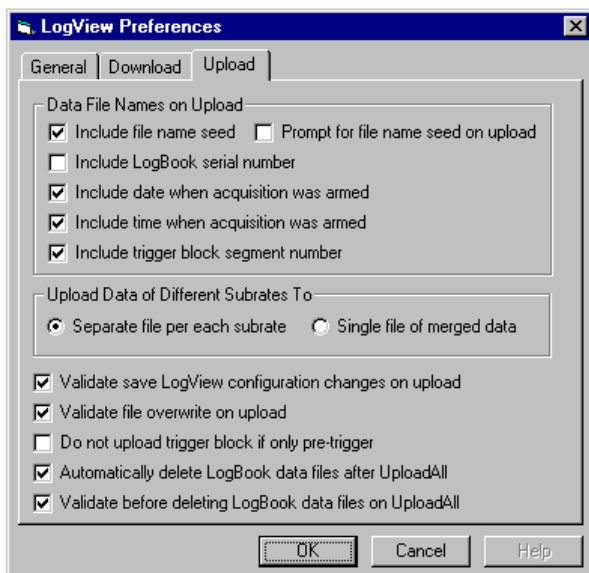 LogView Preferences
General Download Upload
Data File Names on Upload
Include file name seed Prompt for file name seed on upload
Include LogBook serial number
Include date when acquisition was armed
Include time when acquisition was armed
Include trigger block segment number
Upload Data of Different Subrates To
Separate file per each subrate Single file of merged data
Validate save LogView configuration changes on upload
Validate file overwrite on upload
Do not upload trigger block if only pre-trigger
Automatically delete LogBook data files after UploadAll
Validate before deleting LogBook data files on UploadAll
OK Cancel Help